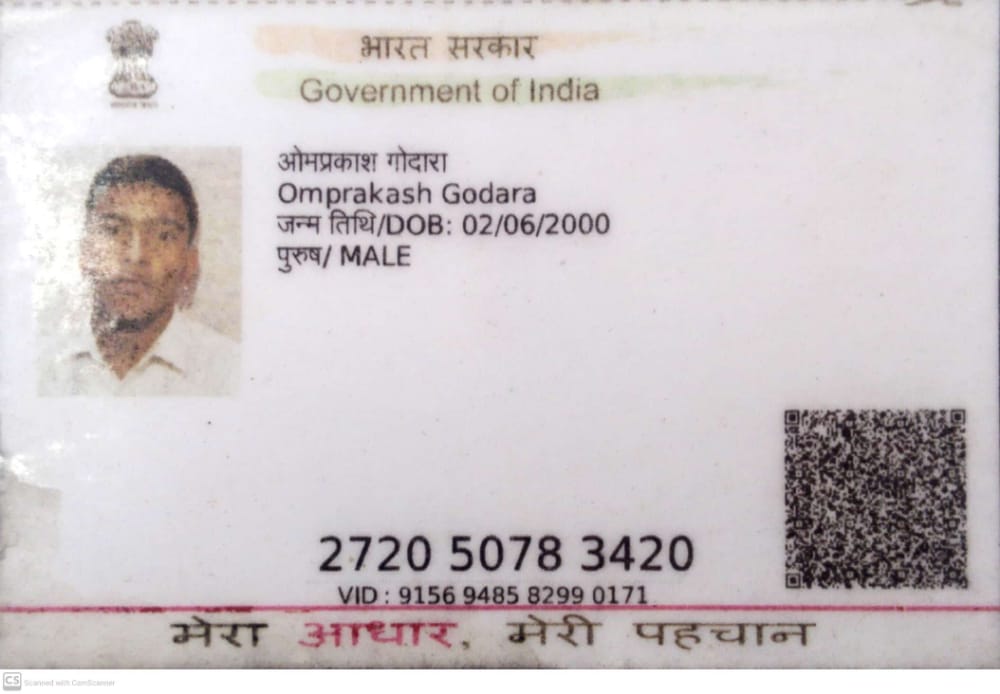 भारत सरकार
Government of India
ओमप्रकाश गोदारा
Omprakash Godara
जन्म तिथि/DOB: 02/06/2000
पुरुष/ MALE
2720 5078 3420
VID : 9156 9485 8299 0171
मेरा आधार, मेरी पहचान
CS Scanned with CamScanner